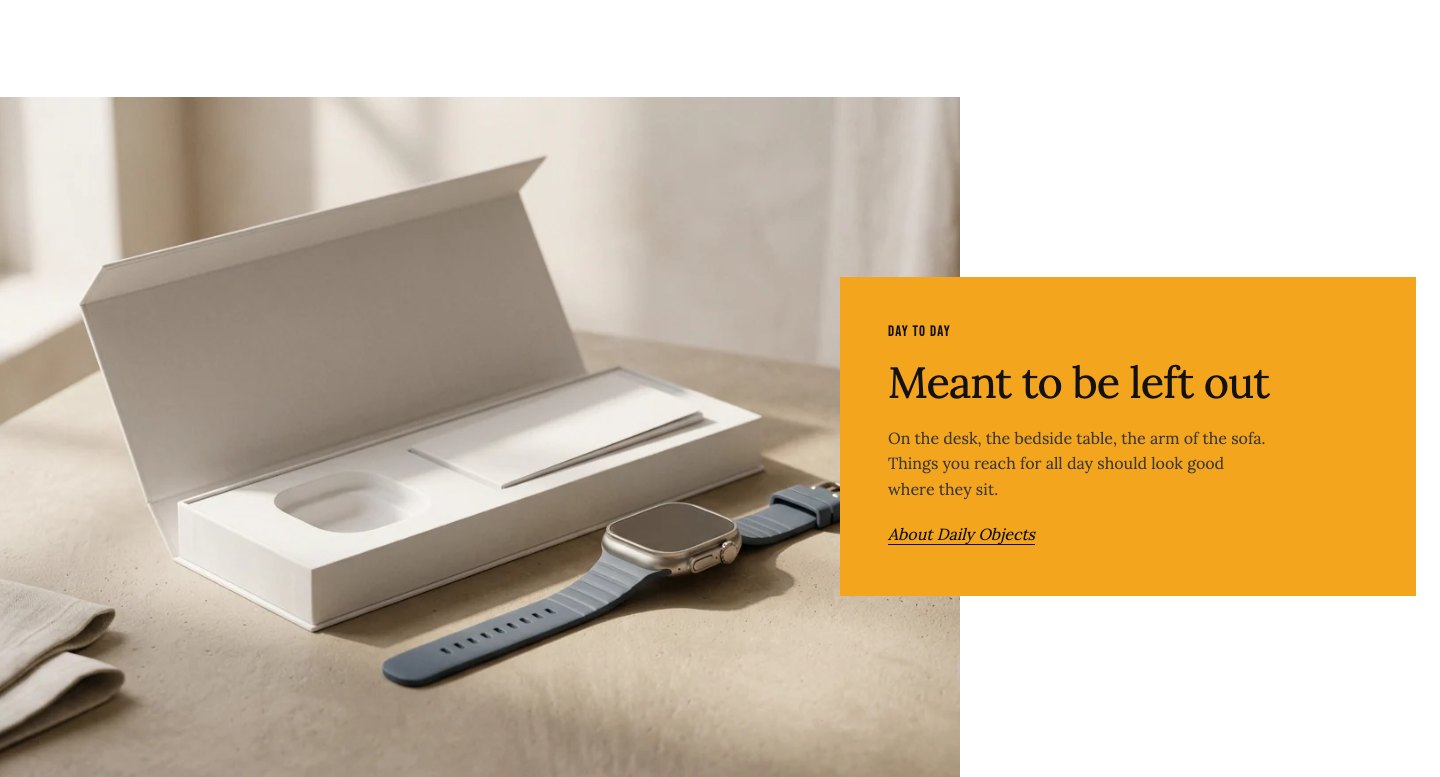 DAY TO DAY
Meant to be left out
On the desk, the bedside table, the arm of the sofa.
Things you reach for all day should look good
where they sit.
About Daily Objects